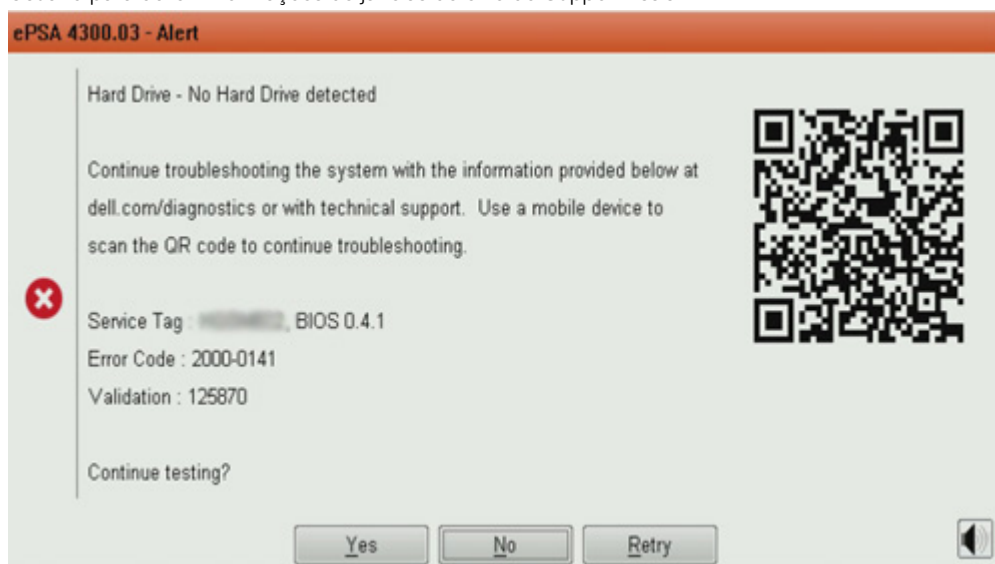 ePSA 4300.03 - Alert
Hard Drive - No Hard Drive detected
Continue troubleshooting the system with the information provided below at
dell.com/diagnostics or with technical support. Use a mobile device to
scan the QR code to continue troubleshooting.
Service Tag : , BIOS 0.4.1
Error Code : 2000-0141
Validation : 125870
Continue testing?
Yes
No
Retry